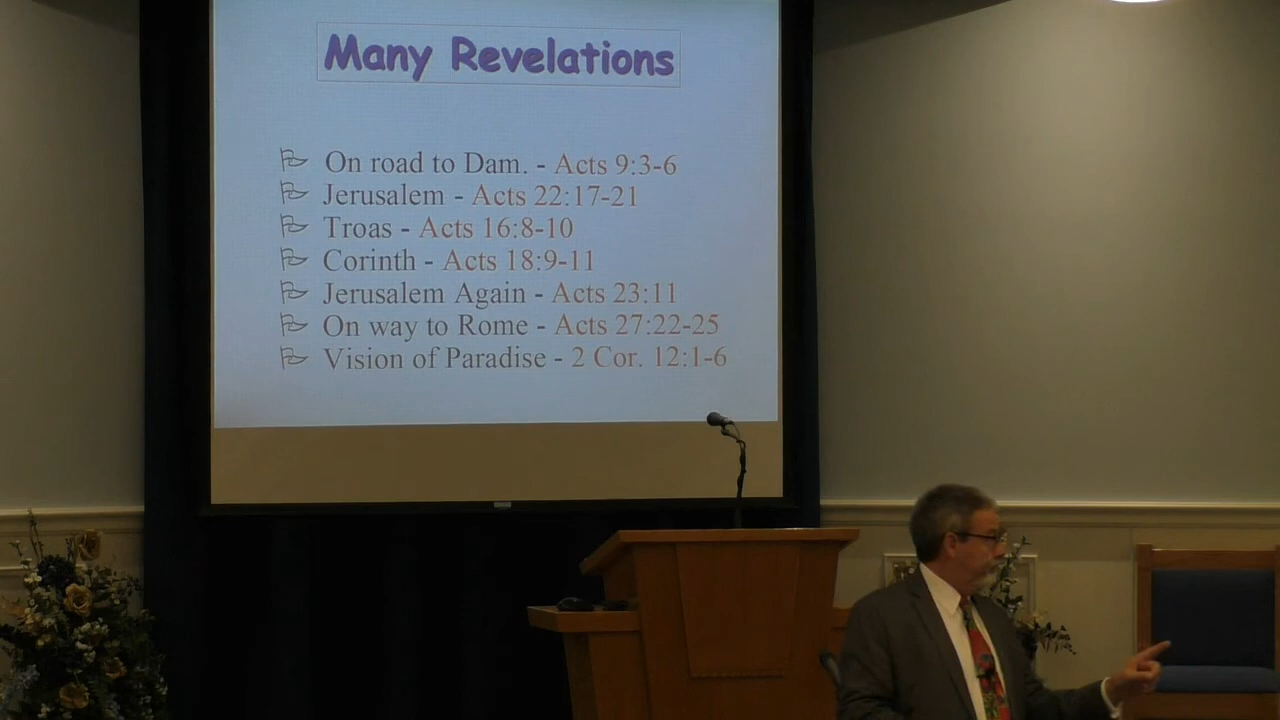 Many Revelations
On road to Dam. - Acts 9:3-6
Jerusalem - Acts 22:17-21
Troas - Acts 16:8-10
Corinth - Acts 18:9-11
Jerusalem Again - Acts 23:11
On way to Rome - Acts 27:22-25
Vision of Paradise - 2 Cor. 12:1-6